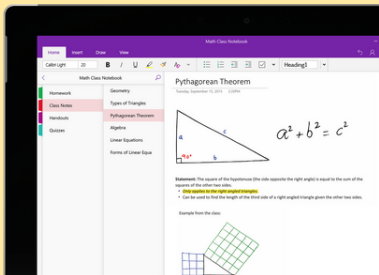 Math Class Notebook
Home Insert Draw View
Calibri Light 20 B I U Heading1
Math Class Notebook
Homework
Class Notes
Handouts
Quizzes
Geometry
Types of Triangles
Pythagorean Theorem
Algebra
Linear Equations
Forms of Linear Equa
Pythagorean Theorem
Tuesday, September 15, 2015
a
c
90°
b
a² + b² = c²
Statement: The square of the hypotenuse (the side opposite the right angle) is equal to the sum of the
squares of the other two sides.
• Only applies to right angled triangles.
• Can be used to find the length of the third side of a right angled triangle given the other two sides
Example from the class: